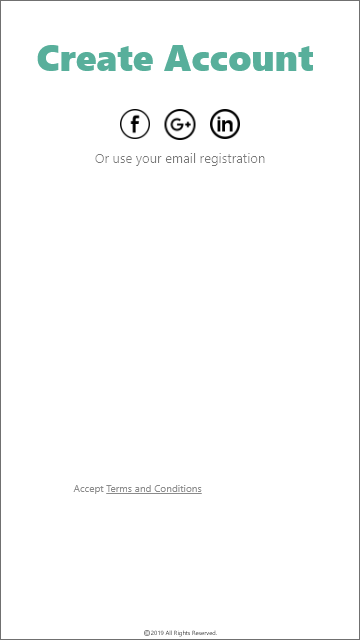 Create Account
f G+ in
Or use your email registration
Accept Terms and Conditions
©2019 All Rights Reserved.